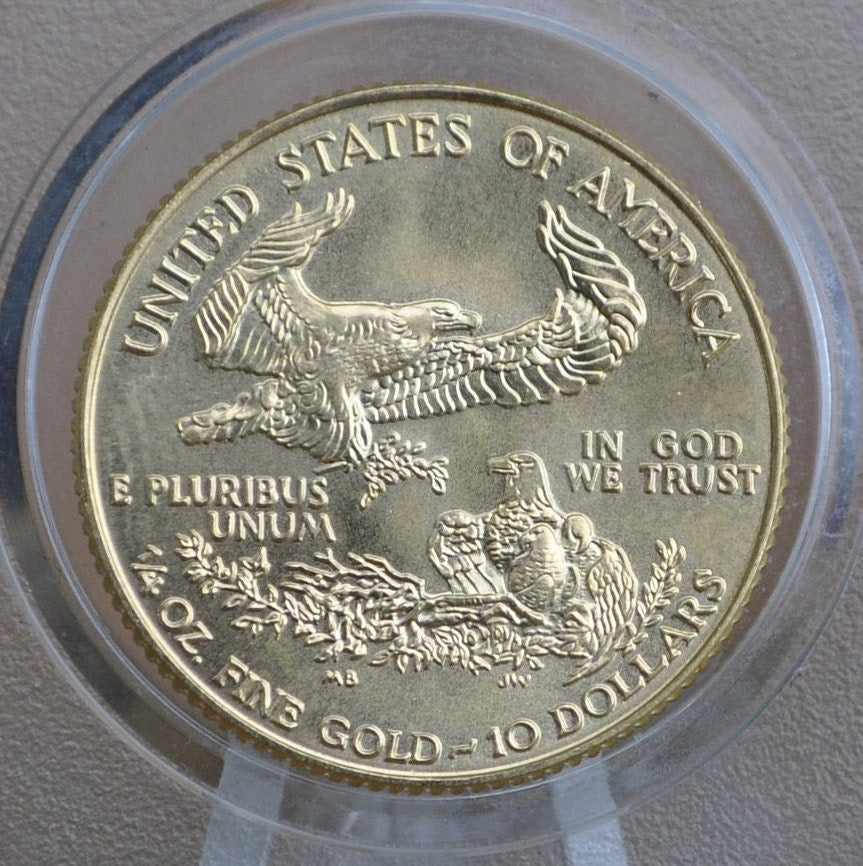 UNITED STATES OF AMERICA
E PLURIBUS
UNUM
IN GOD
WE TRUST
MB
JW
1/4 OZ. FINE GOLD - 10 DOLLARS